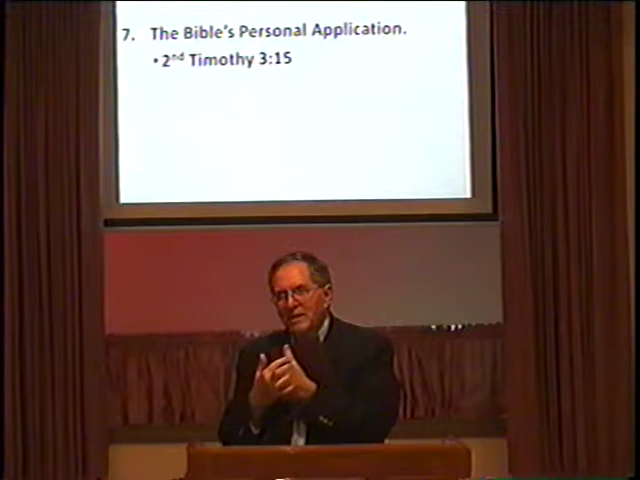 7. The Bible's Personal Application.
• 2nd Timothy 3:15